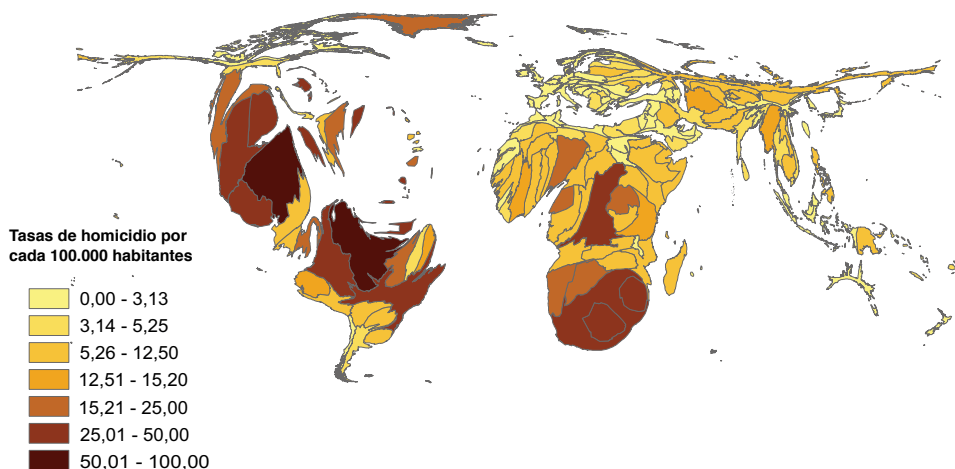 Tasas de homicidio por
cada 100.000 habitantes
0,00 - 3,13
3,14 - 5,25
5,26 - 12,50
12,51 - 15,20
15,21 - 25,00
25,01 - 50,00
50,01 - 100,00